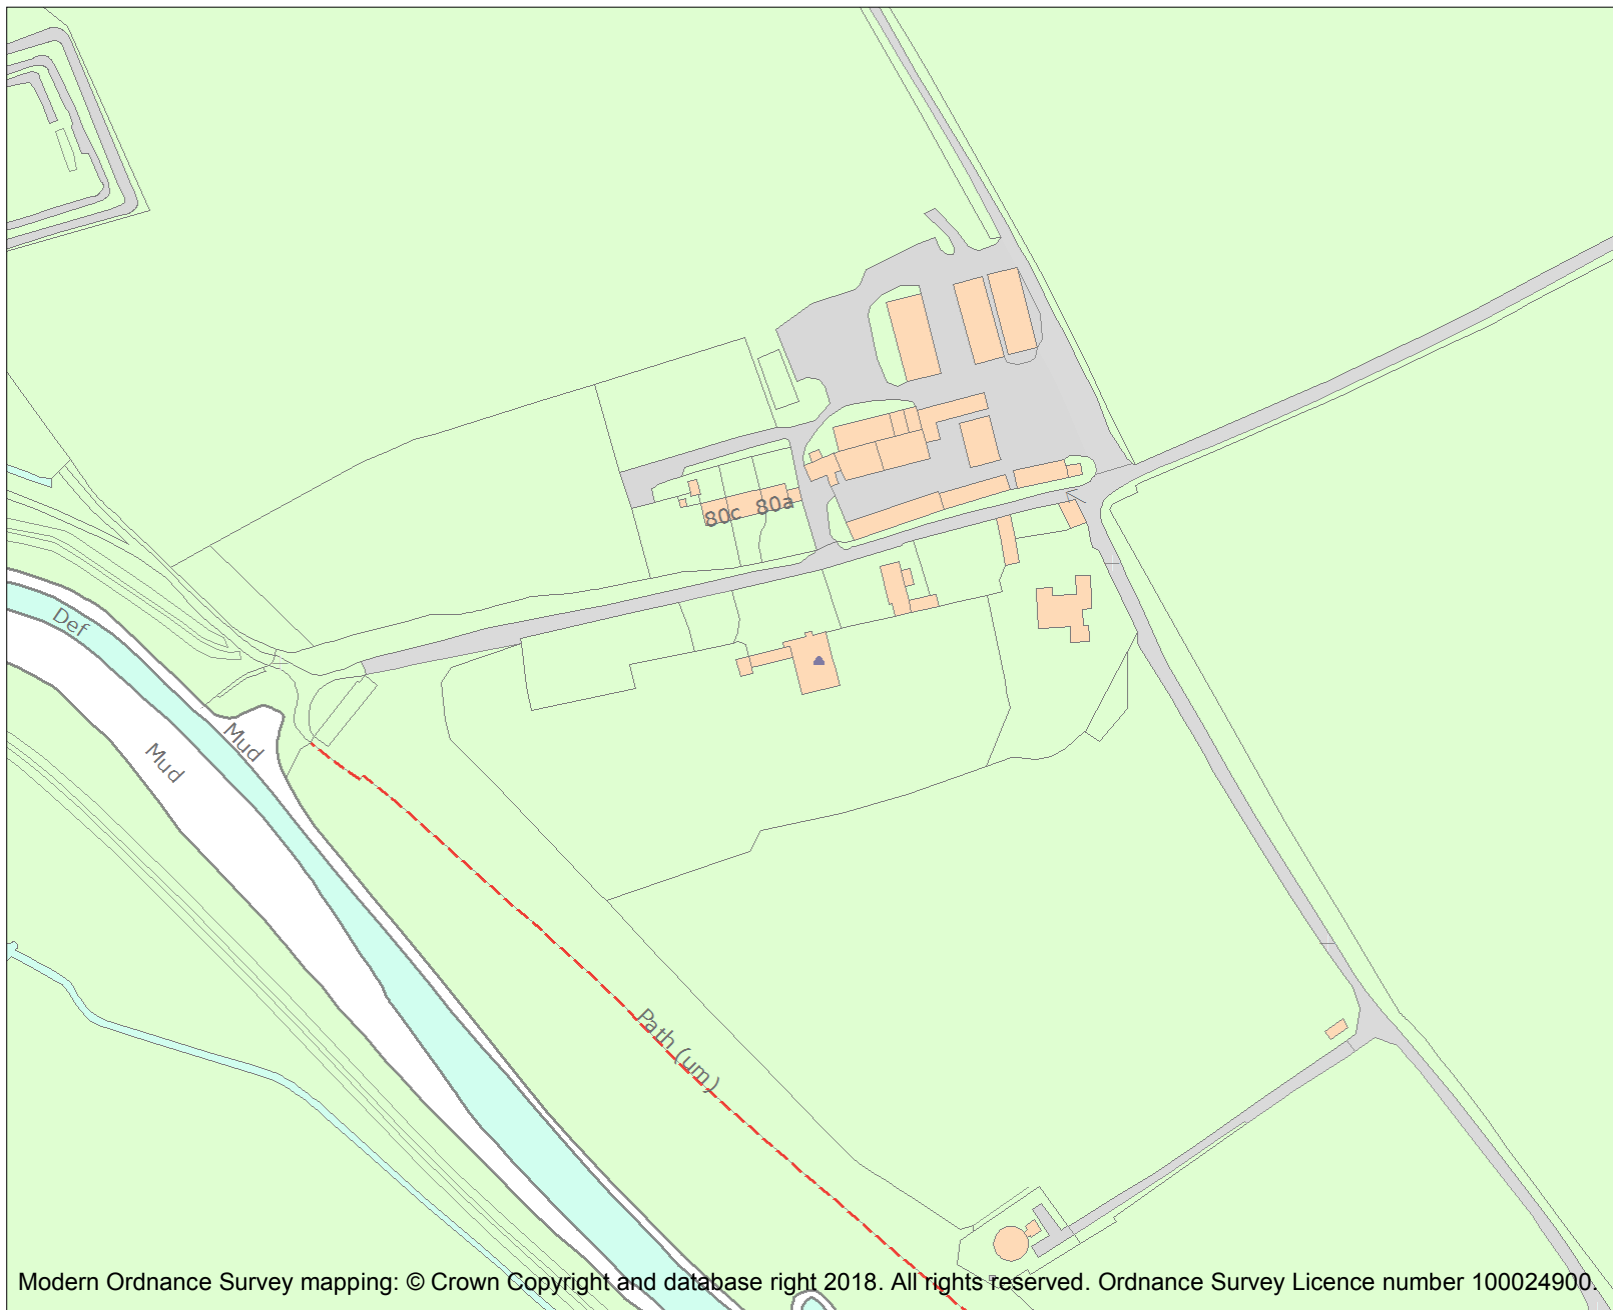 80c 80a
Def
Mud
Mud
Path (um)
Modern Ordnance Survey mapping: © Crown Copyright and database right 2018. All rights reserved. Ordnance Survey Licence number 100024900.